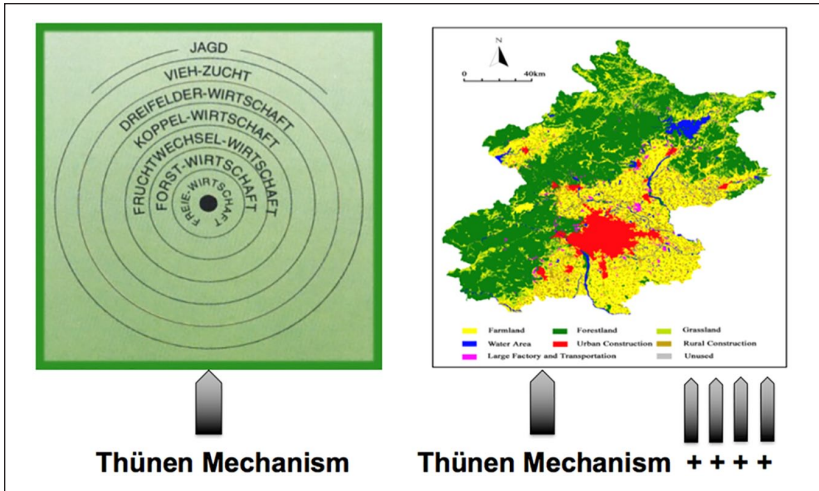 JAGD
VIEH-ZUCHT
DREIFELDER-WIRTSCHAFT
KOPPEL-WIRTSCHAFT
FRUCHTWECHSEL-WIRTSCHAFT
FORST-WIRTSCHAFT
FREIE-WIRTSCHAFT
N
0 40km
Farmland Forestland Grassland
Water Area Urban Construction Rural Construction
Large Factory and Transportation Unused
Thünen Mechanism
Thünen Mechanism + + + +